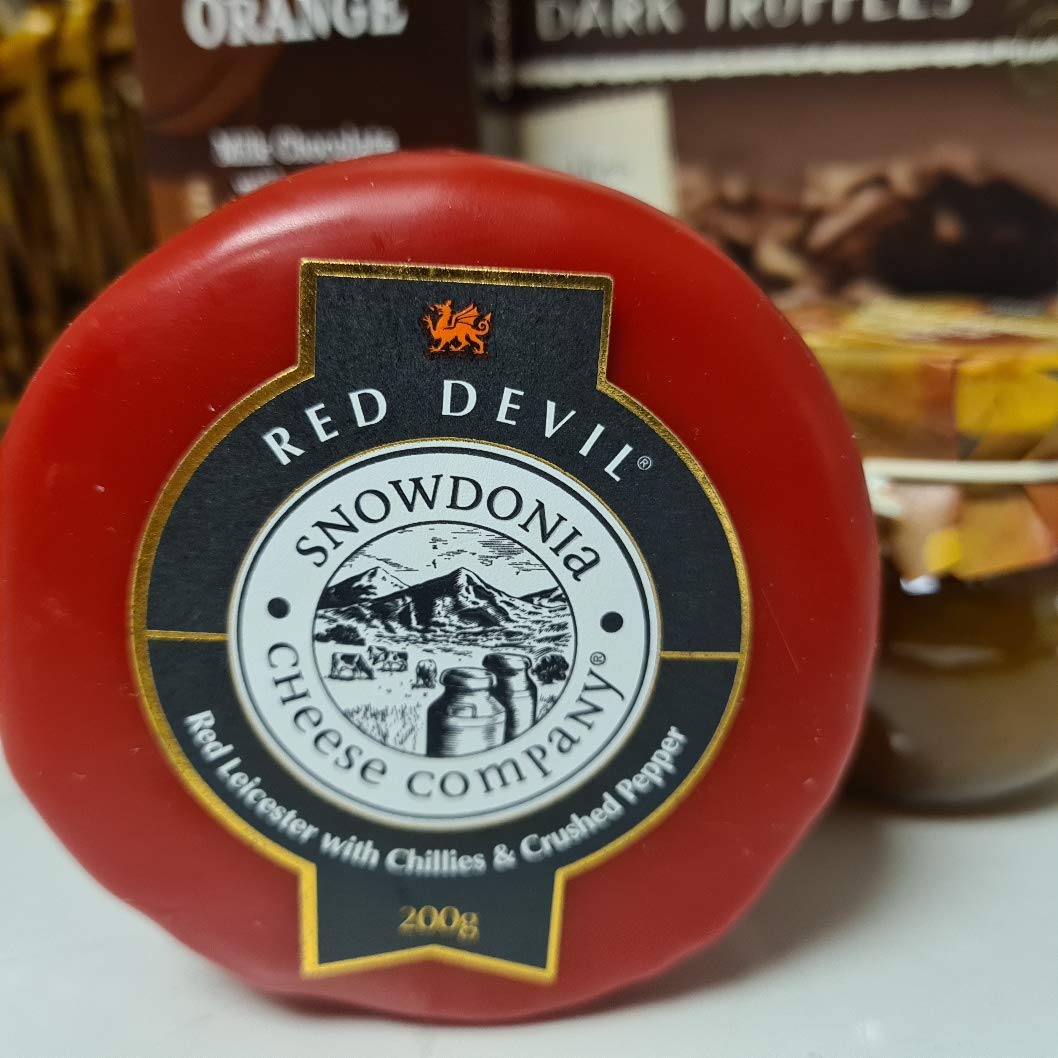 ORANGE
Milk Chocolate
DARK TRUFFLES
RED DEVIL®
SNOWDONIa
CHeese COmPaNY®
Red Leicester with Chillies & Crushed Pepper
200g